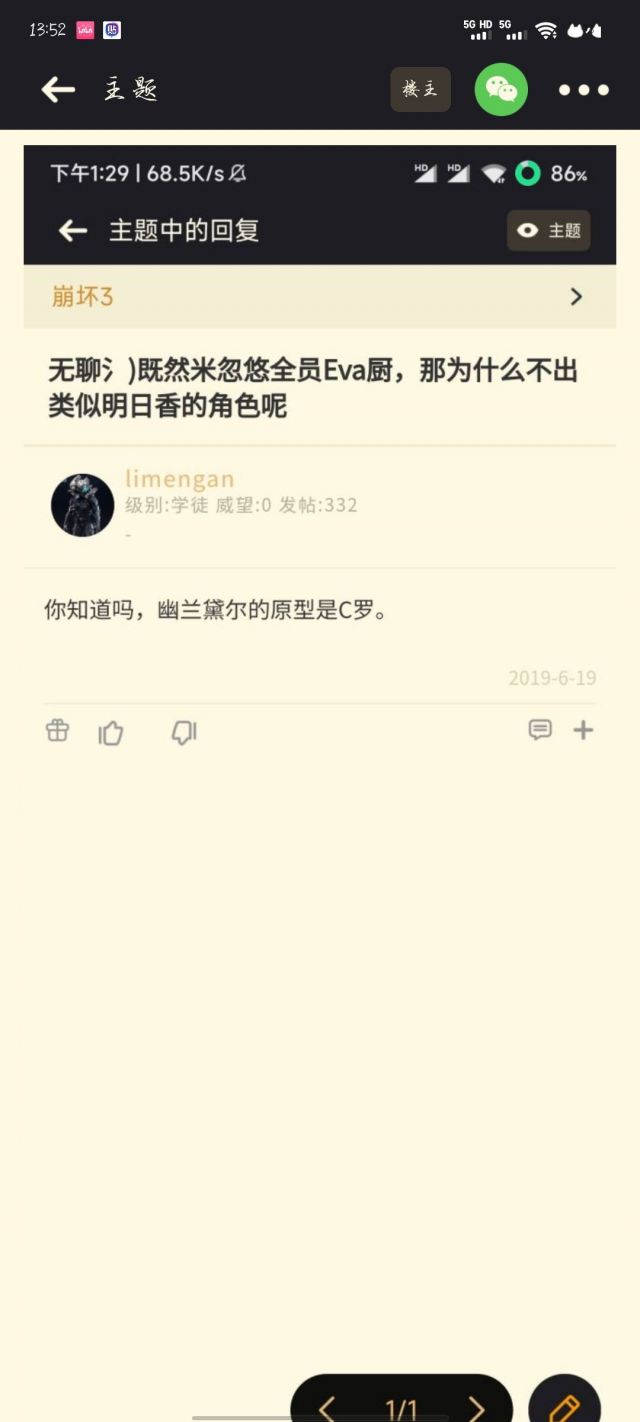 13:52
5G HD 5G
主题
楼主
下午1:29 | 68.5K/s
HD HD 86%
主题中的回复
主题
崩坏3
无聊氵)既然米忽悠全员Eva厨，那为什么不出
类似明日香的角色呢
limengan
级别:学徒 威望:0 发帖:332
-
你知道吗，幽兰黛尔的原型是C罗。
2019-6-19
1/1